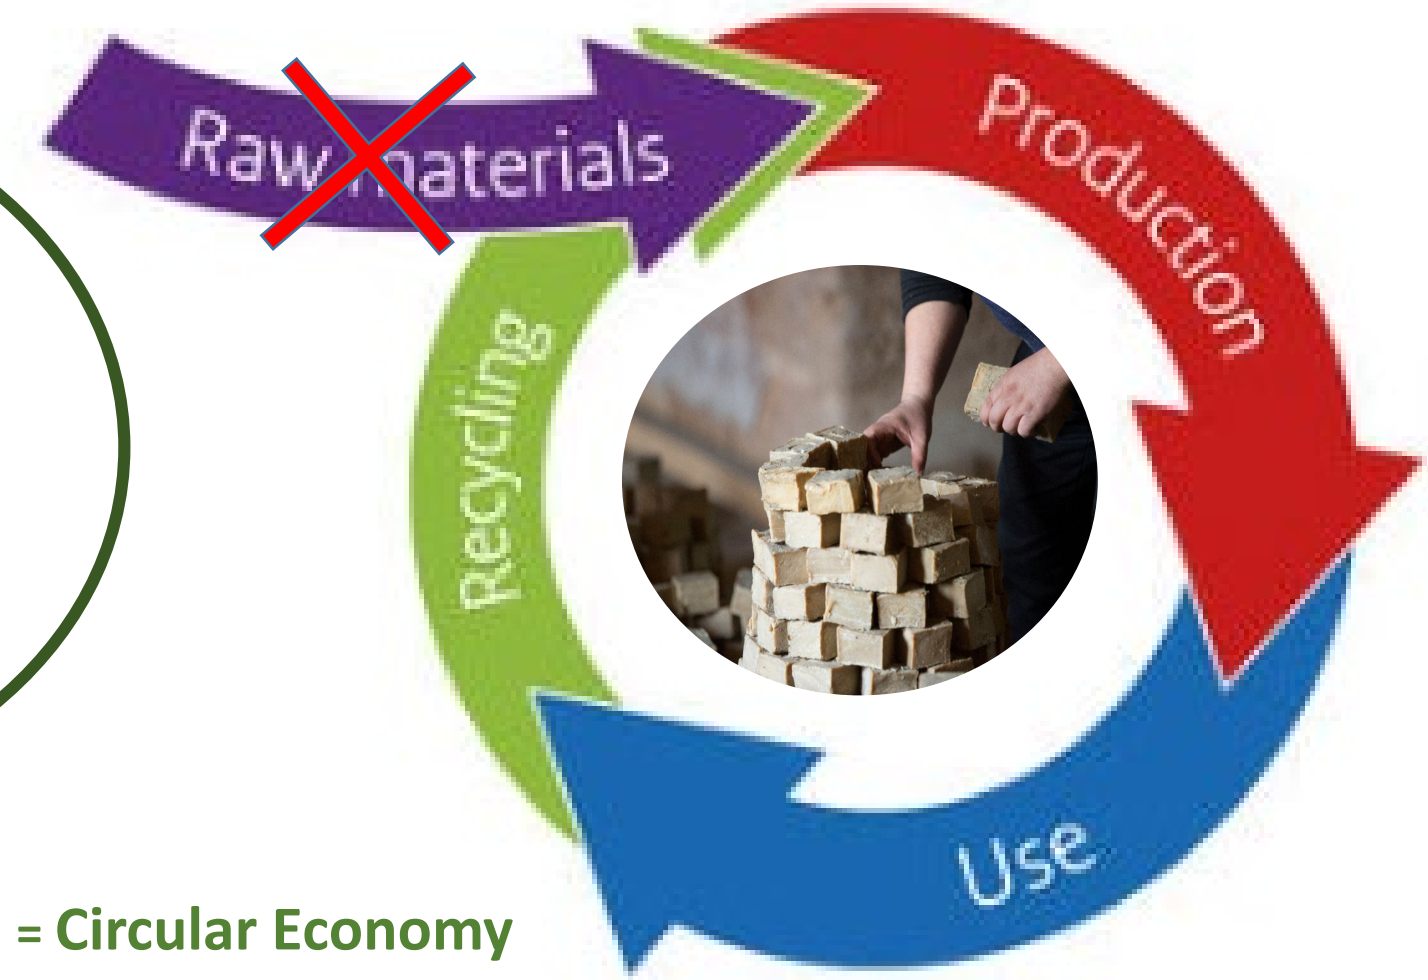 Raw materials
Production
Recycling
Use
= Circular Economy